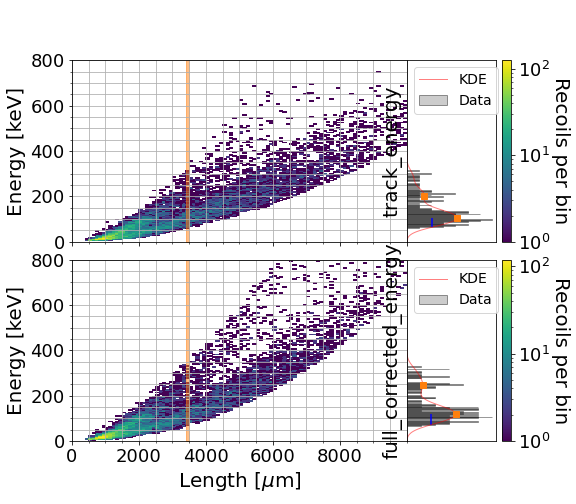 800
600
400
200
0
Energy [keV]
track_energy
KDE
Data
10²
10¹
10⁰
Recoils per bin
800
600
400
200
0
Energy [keV]
full_corrected_energy
KDE
Data
10²
10¹
10⁰
Recoils per bin
0 2000 4000 6000 8000
Length [μm]